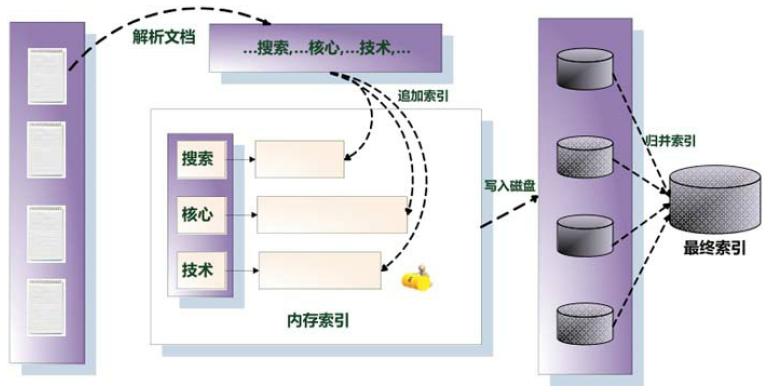 解析文档
...搜索,...核心,...技术,...
追加索引
搜索
核心
技术
内存索引
写入磁盘
归并索引
最终索引